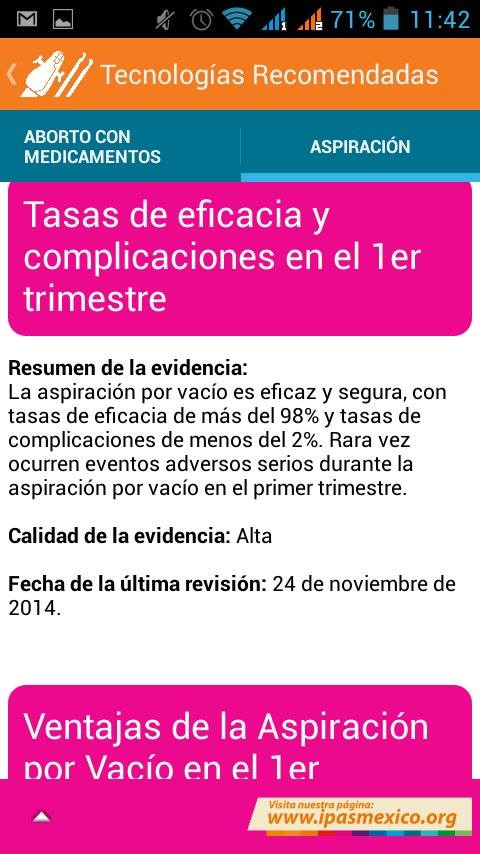 1 2 71% 11:42
Tecnologías Recomendadas
ABORTO CON
MEDICAMENTOS
ASPIRACIÓN
Tasas de eficacia y
complicaciones en el 1er
trimestre
Resumen de la evidencia:
La aspiración por vacío es eficaz y segura, con
tasas de eficacia de más del 98% y tasas de
complicaciones de menos del 2%. Rara vez
ocurren eventos adversos serios durante la
aspiración por vacío en el primer trimestre.
Calidad de la evidencia: Alta
Fecha de la última revisión: 24 de noviembre de
2014.
Ventajas de la Aspiración
por Vacío en el 1er
Visita nuestra página:
www.ipasmexico.org